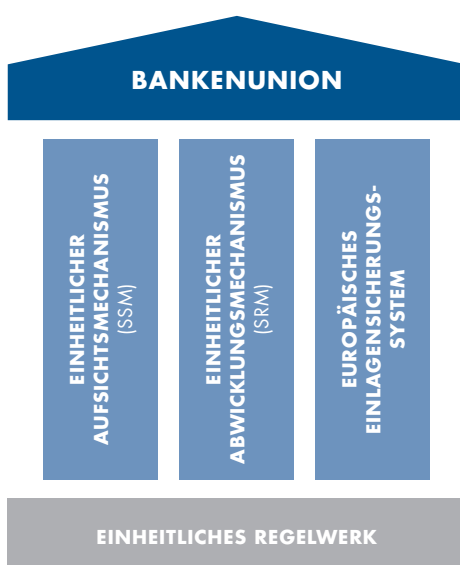 BANKENUNION
EINHEITLICHER
AUFSICHTSMECHANISMUS
(SSM)
EINHEITLICHER
ABWICKLUNGSMECHANISMUS
(SRM)
EUROPÄISCHES
EINLAGENSICHERUNGS-
SYSTEM
EINHEITLICHES REGELWERK